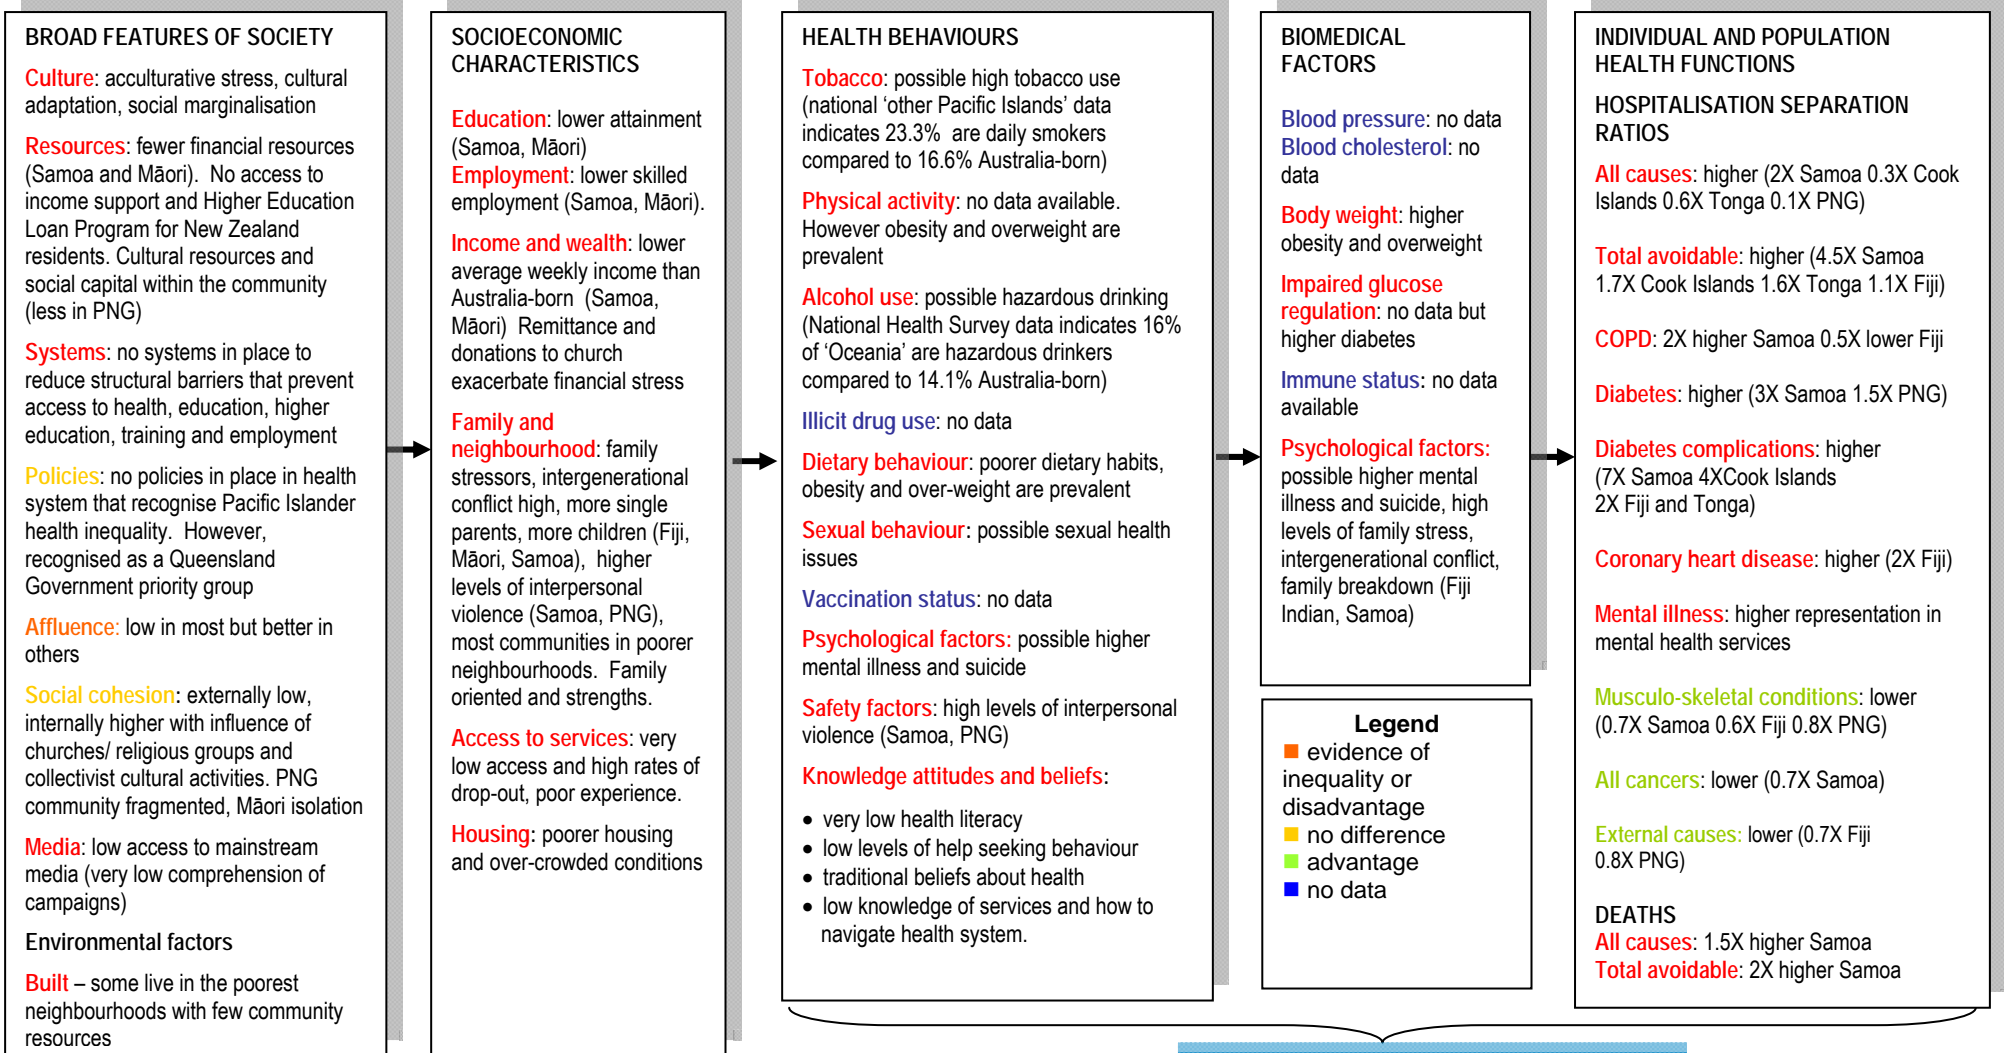 BROAD FEATURES OF SOCIETY
Culture: acculturative stress, cultural
adaptation, social marginalisation
Resources: fewer financial resources
(Samoa and Māori).  No access to
income support and Higher Education
Loan Program for New Zealand
residents. Cultural resources and
social capital within the community
(less in PNG)
Systems: no systems in place to
reduce structural barriers that prevent
access to health, education, higher
education, training and employment
Policies: no policies in place in health
system that recognise Pacific Islander
health inequality.  However,
recognised as a Queensland
Government priority group
Affluence: low in most but better in
others
Social cohesion: externally low,
internally higher with influence of
churches/ religious groups and
collectivist cultural activities. PNG
community fragmented, Māori isolation
Media: low access to mainstream
media (very low comprehension of
campaigns)
Environmental factors
Built – some live in the poorest
neighbourhoods with few community
resources
SOCIOECONOMIC
CHARACTERISTICS
Education: lower attainment
(Samoa, Māori)
Employment: lower skilled
employment (Samoa, Māori).
Income and wealth: lower
average weekly income than
Australia-born  (Samoa,
Māori)  Remittance and
donations to church
exacerbate financial stress
Family and
neighbourhood: family
stressors, intergenerational
conflict high, more single
parents, more children (Fiji,
Māori, Samoa),  higher
levels of interpersonal
violence (Samoa, PNG),
most communities in poorer
neighbourhoods.  Family
oriented and strengths.
Access to services: very
low access and high rates of
drop-out, poor experience.
Housing: poorer housing
and over-crowded conditions
HEALTH BEHAVIOURS
Tobacco: possible high tobacco use
(national ‘other Pacific Islands’ data
indicates 23.3%  are daily smokers
compared to 16.6% Australia-born)
Physical activity: no data available.
However obesity and overweight are
prevalent
Alcohol use: possible hazardous drinking
(National Health Survey data indicates 16%
of ‘Oceania’ are hazardous drinkers
compared to 14.1% Australia-born)
Illicit drug use: no data
Dietary behaviour: poorer dietary habits,
obesity and over-weight are prevalent
Sexual behaviour: possible sexual health
issues
Vaccination status: no data
Psychological factors: possible higher
mental illness and suicide
Safety factors: high levels of interpersonal
violence (Samoa, PNG)
Knowledge attitudes and beliefs:
• very low health literacy
• low levels of help seeking behaviour
• traditional beliefs about health
• low knowledge of services and how to
navigate health system.
BIOMEDICAL
FACTORS
Blood pressure: no data
Blood cholesterol: no
data
Body weight: higher
obesity and overweight
Impaired glucose
regulation: no data but
higher diabetes
Immune status: no data
available
Psychological factors:
possible higher mental
illness and suicide, high
levels of family stress,
intergenerational conflict,
family breakdown (Fiji
Indian, Samoa)
Legend
evidence of
inequality or
disadvantage
no difference
advantage
no data
INDIVIDUAL AND POPULATION
HEALTH FUNCTIONS
HOSPITALISATION SEPARATION
RATIOS
All causes: higher (2X Samoa 0.3X Cook
Islands 0.6X Tonga 0.1X PNG)
Total avoidable: higher (4.5X Samoa
1.7X Cook Islands 1.6X Tonga 1.1X Fiji)
COPD: 2X higher Samoa 0.5X lower Fiji
Diabetes: higher (3X Samoa 1.5X PNG)
Diabetes complications: higher
(7X Samoa 4XCook Islands
2X Fiji and Tonga)
Coronary heart disease: higher (2X Fiji)
Mental illness: higher representation in
mental health services
Musculo-skeletal conditions: lower
(0.7X Samoa 0.6X Fiji 0.8X PNG)
All cancers: lower (0.7X Samoa)
External causes: lower (0.7X Fiji
0.8X PNG)
DEATHS
All causes: 1.5X higher Samoa
Total avoidable: 2X higher Samoa